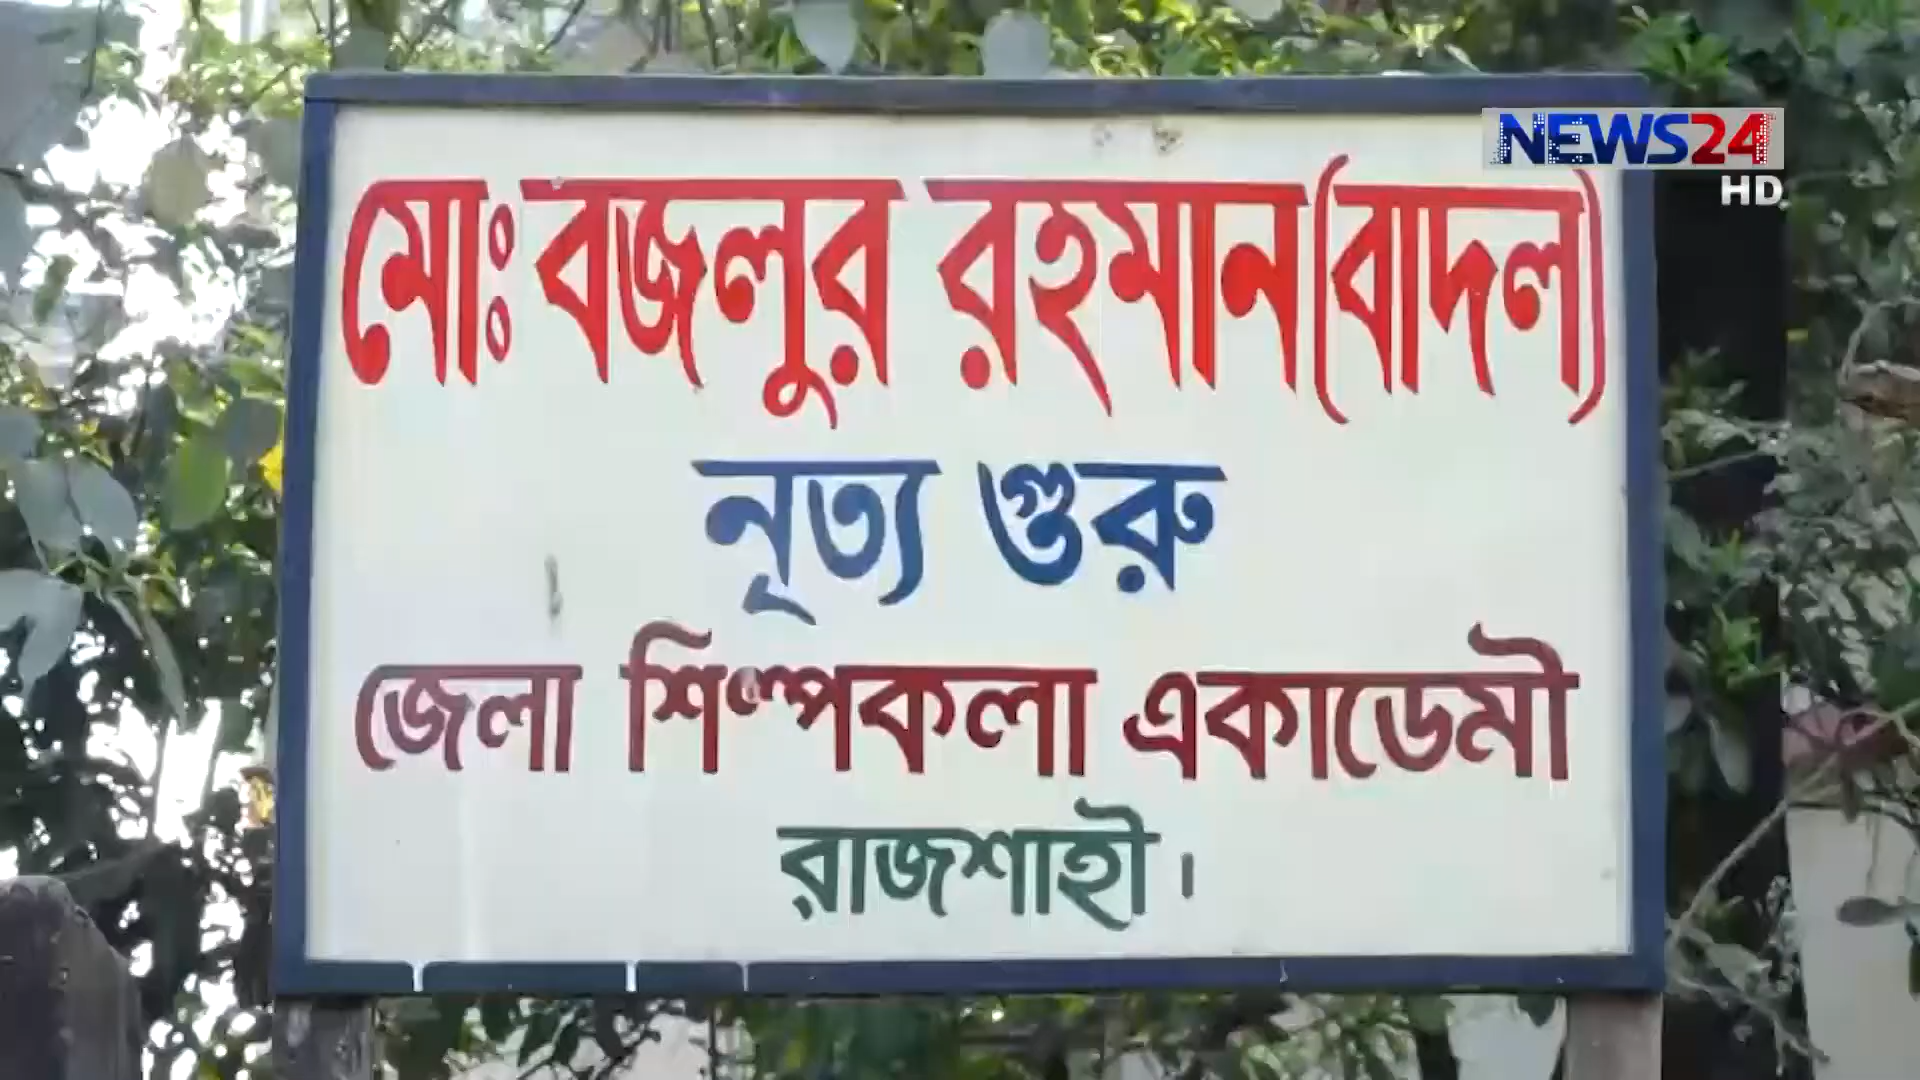 NEWS24
HD
মোঃ বজলুর রহমান (বাদল)
নৃত্য গুরু
জেলা শিল্পকলা একাডেমী
রাজশাহী।